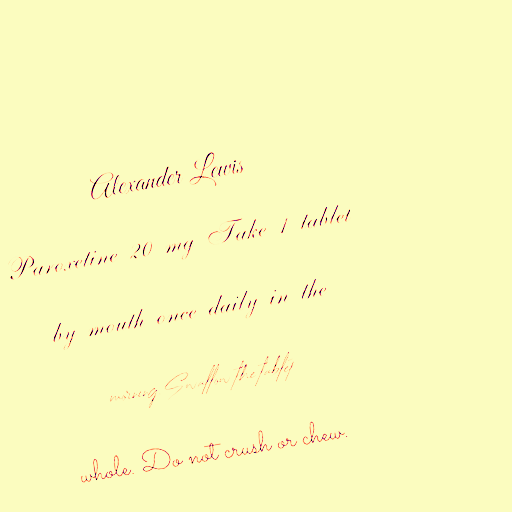 Alexander Lewis
Paroxetine 20 mg Take 1 tablet
by mouth once daily in the
morning Swallow the tablet
whole. Do not crush or chew.